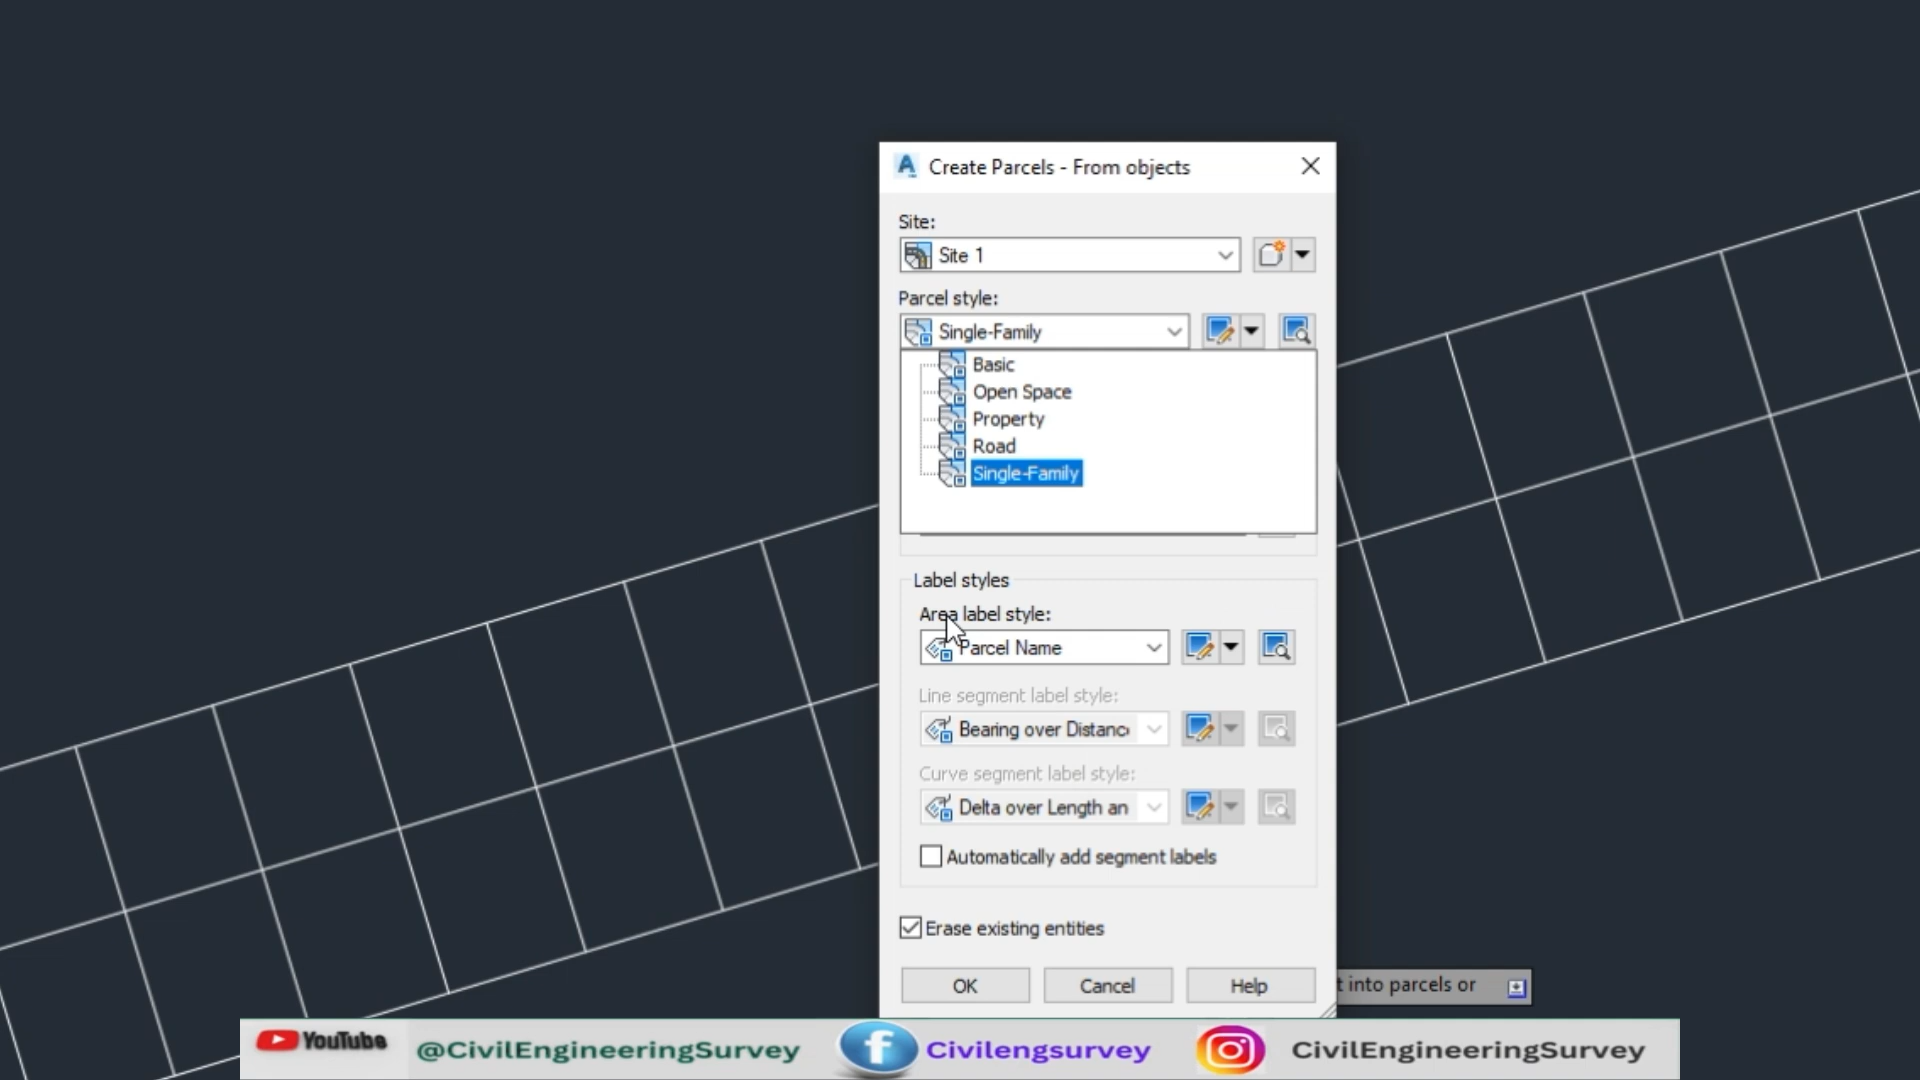 Create Parcels - From objects
Site:
Site 1
Parcel style:
Single-Family
Basic
Open Space
Property
Road
Single-Family
Label styles
Area label style:
Parcel Name
Line segment label style:
Bearing over Distanc
Curve segment label style:
Delta over Length an
Automatically add segment labels
Erase existing entities
OK Cancel Help
t into parcels or
YouTube @CivilEngineeringSurvey Civilengsurvey CivilEngineeringSurvey